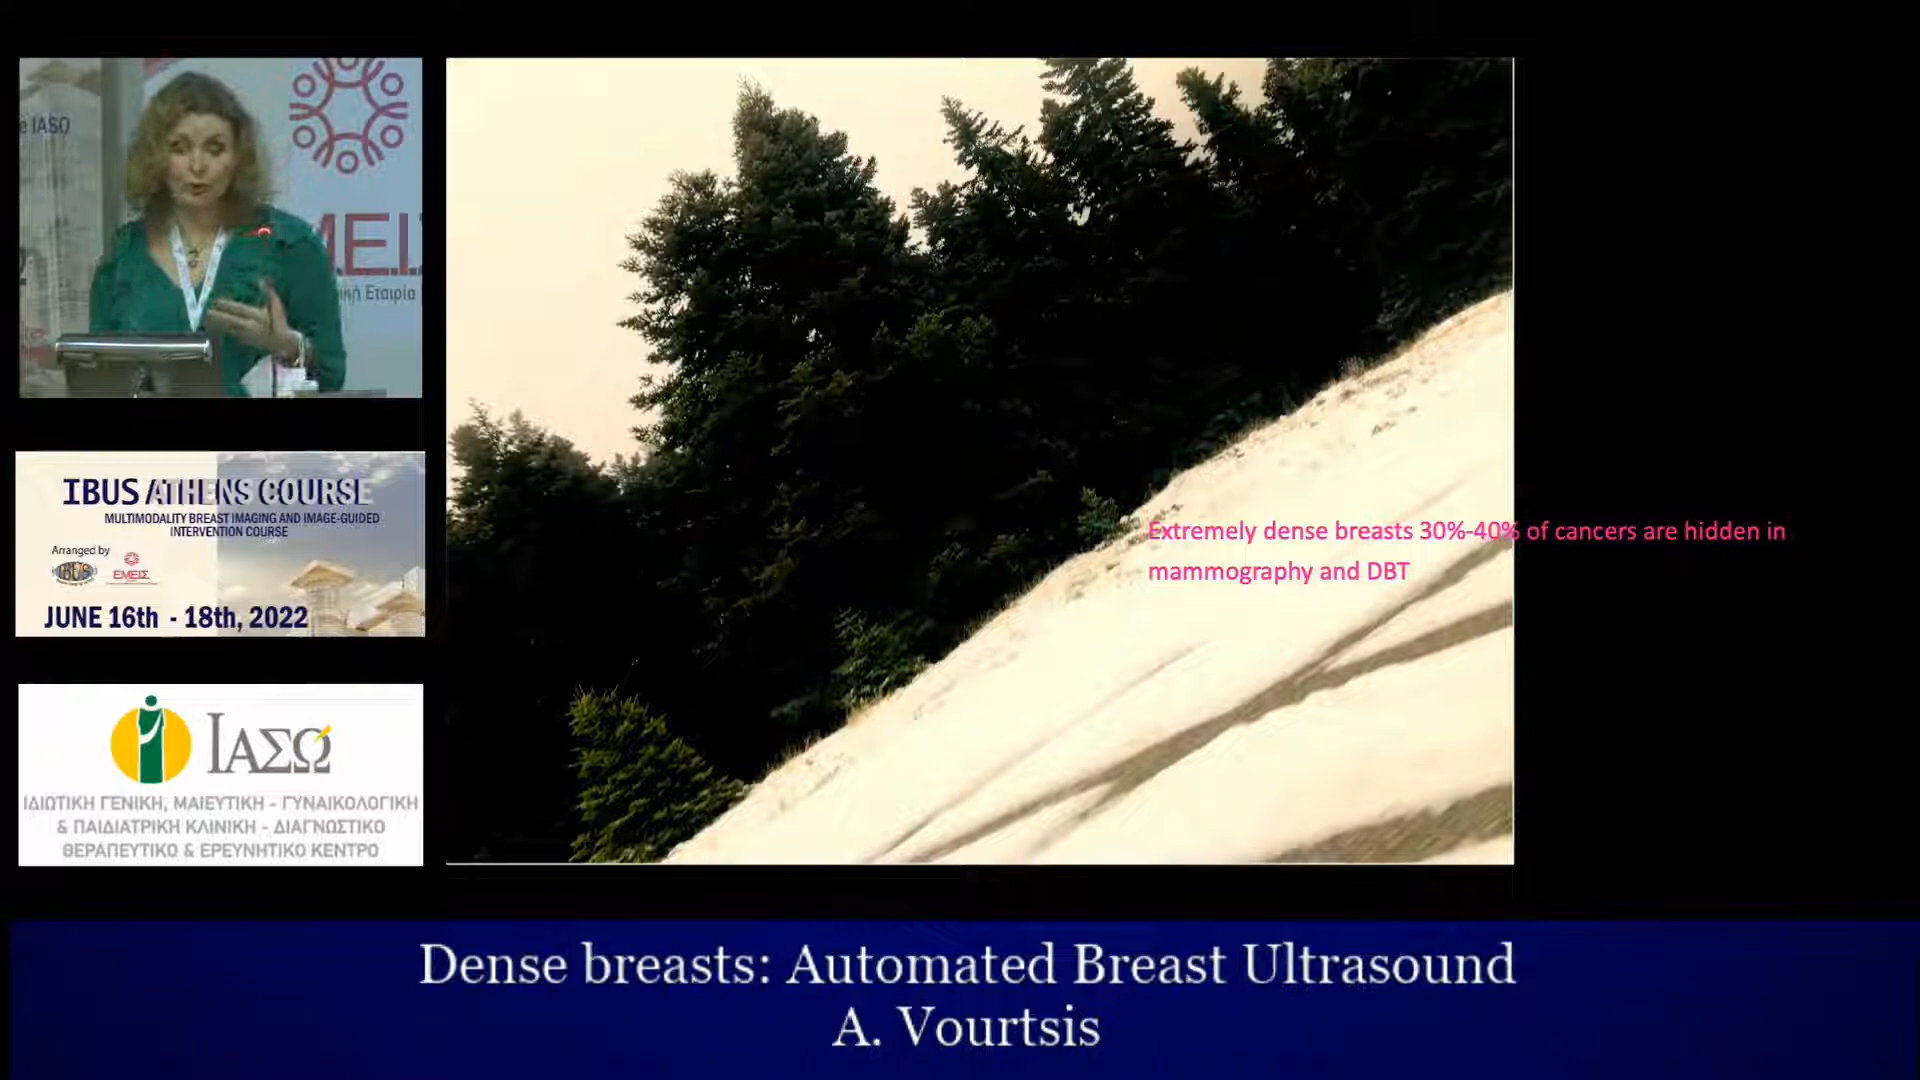 e IASO
M.E.I.Σ
ική Εταιρία
IBUS ATHENS COURSE
MULTIMODALITY BREAST IMAGING AND IMAGE-GUIDED
INTERVENTION COURSE
Arranged by
IBUS
ΕΜΕΙΣ
JUNE 16th - 18th, 2022
ΙΑΣΩ
ΙΔΙΩΤΙΚΗ ΓΕΝΙΚΗ, ΜΑΙΕΥΤΙΚΗ - ΓΥΝΑΙΚΟΛΟΓΙΚΗ
& ΠΑΙΔΙΑΤΡΙΚΗ ΚΛΙΝΙΚΗ - ΔΙΑΓΝΩΣΤΙΚΟ
ΘΕΡΑΠΕΥΤΙΚΟ & ΕΡΕΥΝΗΤΙΚΟ ΚΕΝΤΡΟ
Extremely dense breasts 30%-40% of cancers are hidden in
mammography and DBT
Dense breasts: Automated Breast Ultrasound
A. Vourtsis